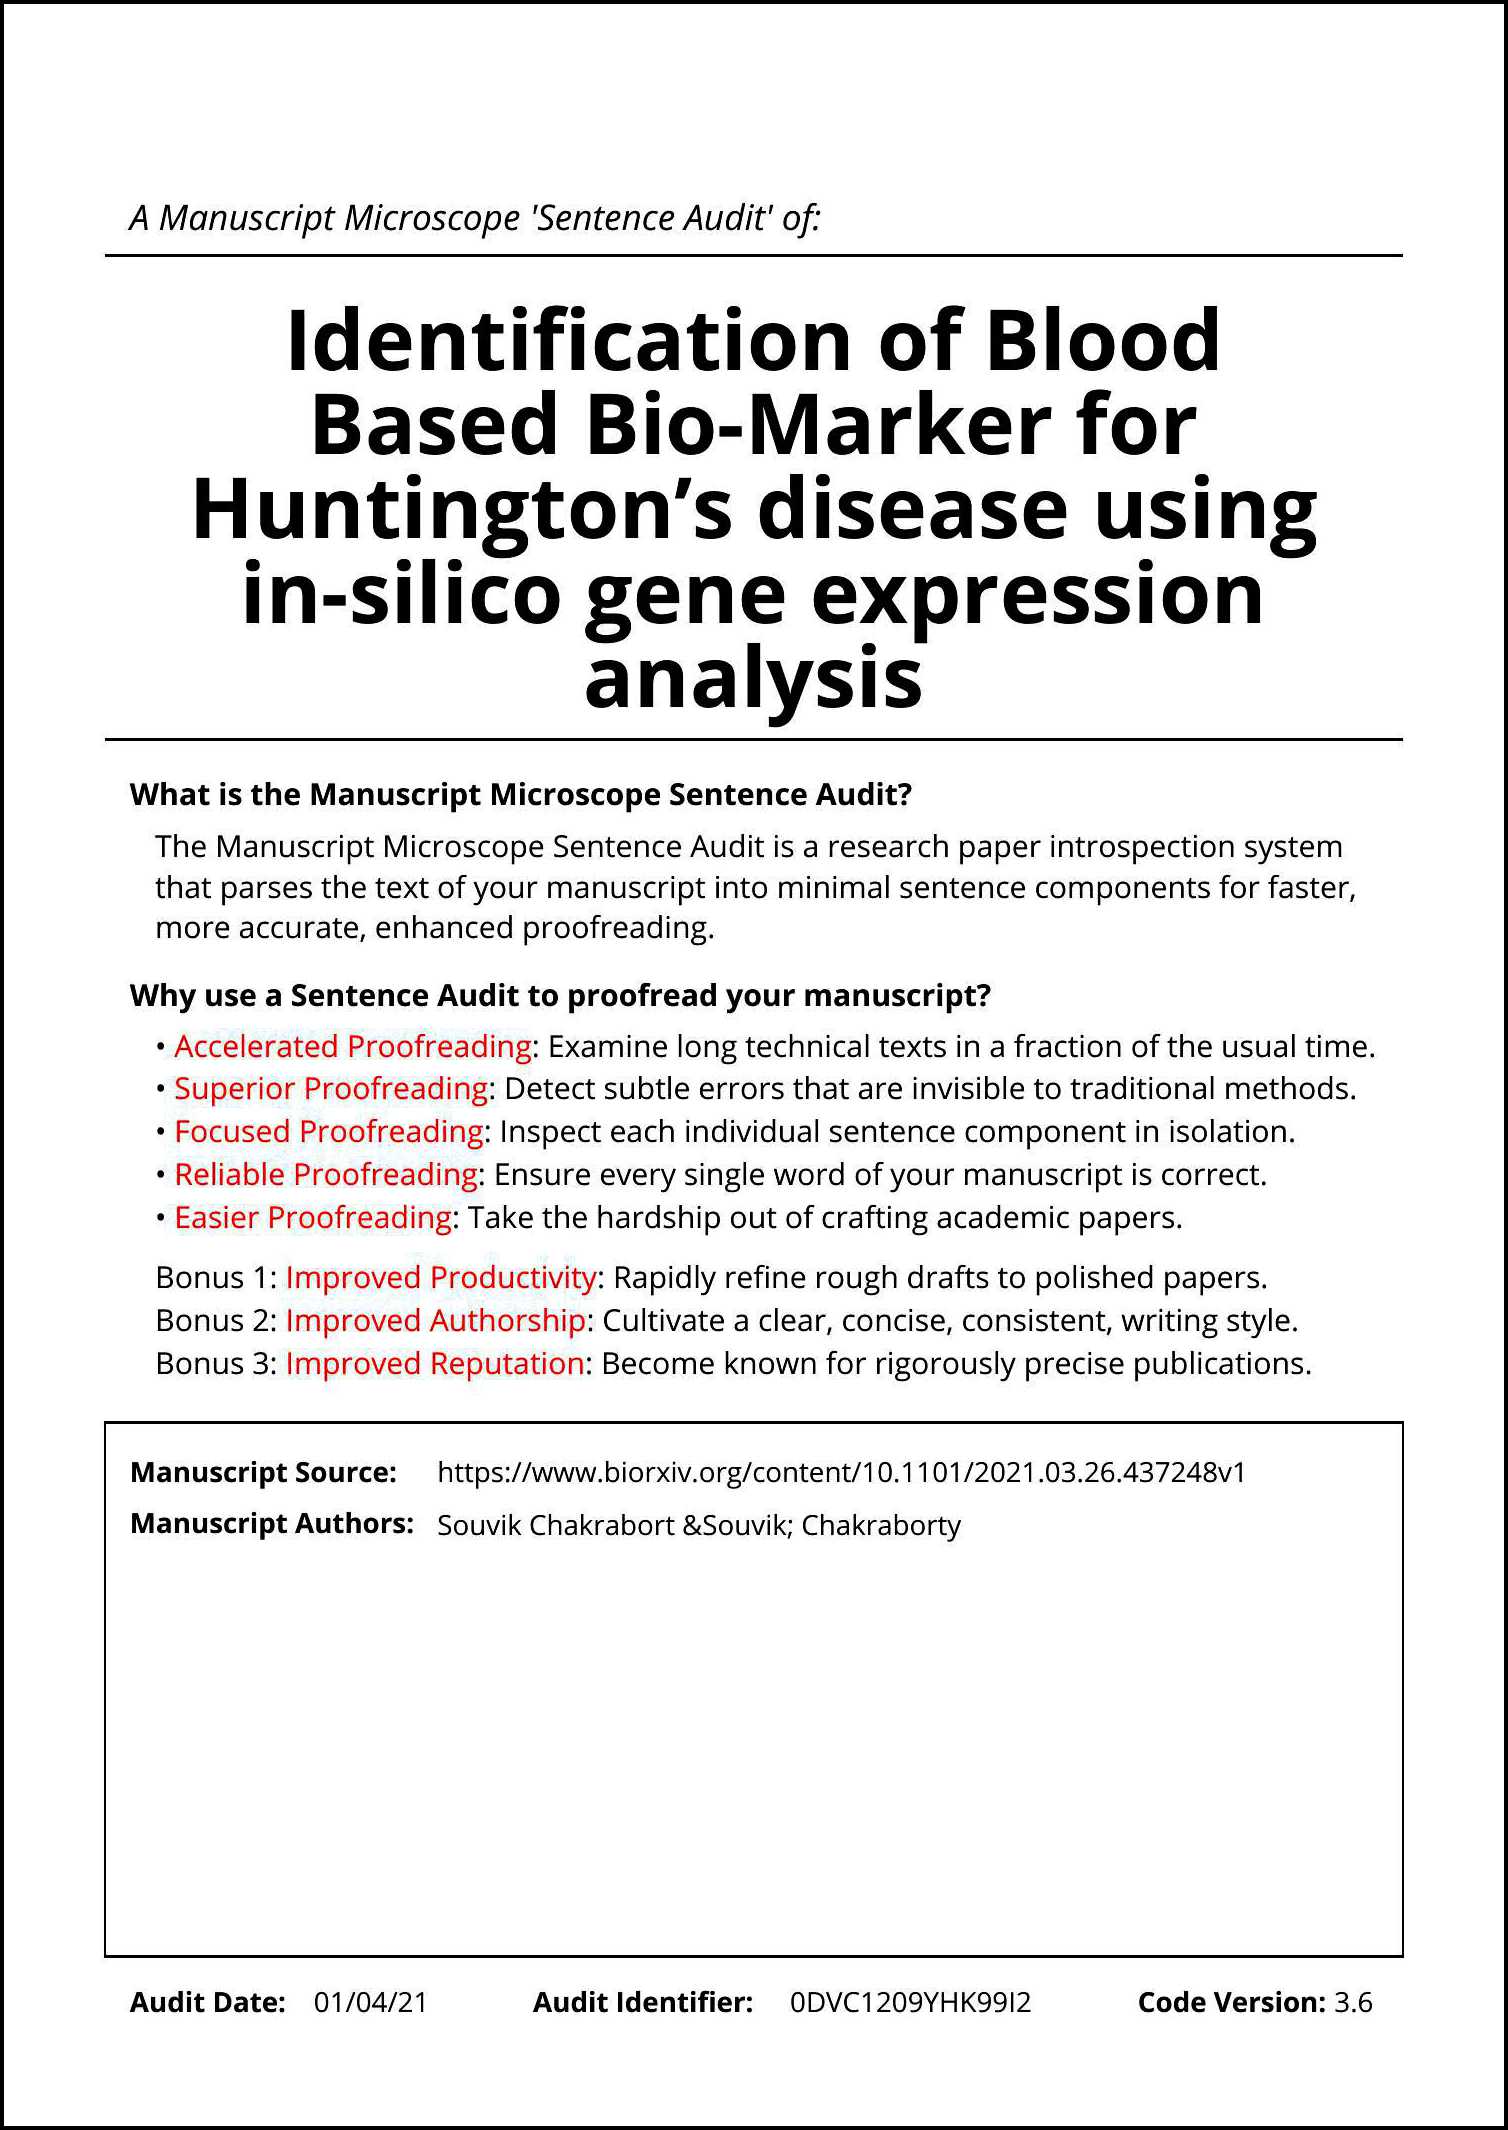 A Manuscript Microscope 'Sentence Audit' of:
Identification of Blood
Based Bio-Marker for
Huntington’s disease using
in-silico gene expression
analysis
What is the Manuscript Microscope Sentence Audit?
The Manuscript Microscope Sentence Audit is a research paper introspection system
that parses the text of your manuscript into minimal sentence components for faster,
more accurate, enhanced proofreading.
Why use a Sentence Audit to proofread your manuscript?
• Accelerated Proofreading: Examine long technical texts in a fraction of the usual time.
• Superior Proofreading: Detect subtle errors that are invisible to traditional methods.
• Focused Proofreading: Inspect each individual sentence component in isolation.
• Reliable Proofreading: Ensure every single word of your manuscript is correct.
• Easier Proofreading: Take the hardship out of crafting academic papers.
Bonus 1: Improved Productivity: Rapidly refine rough drafts to polished papers.
Bonus 2: Improved Authorship: Cultivate a clear, concise, consistent, writing style.
Bonus 3: Improved Reputation: Become known for rigorously precise publications.
Manuscript Source: https://www.biorxiv.org/content/10.1101/2021.03.26.437248v1
Manuscript Authors: Souvik Chakrabort &Souvik; Chakraborty
Audit Date: 01/04/21 Audit Identifier: 0DVC1209YHK99I2 Code Version: 3.6